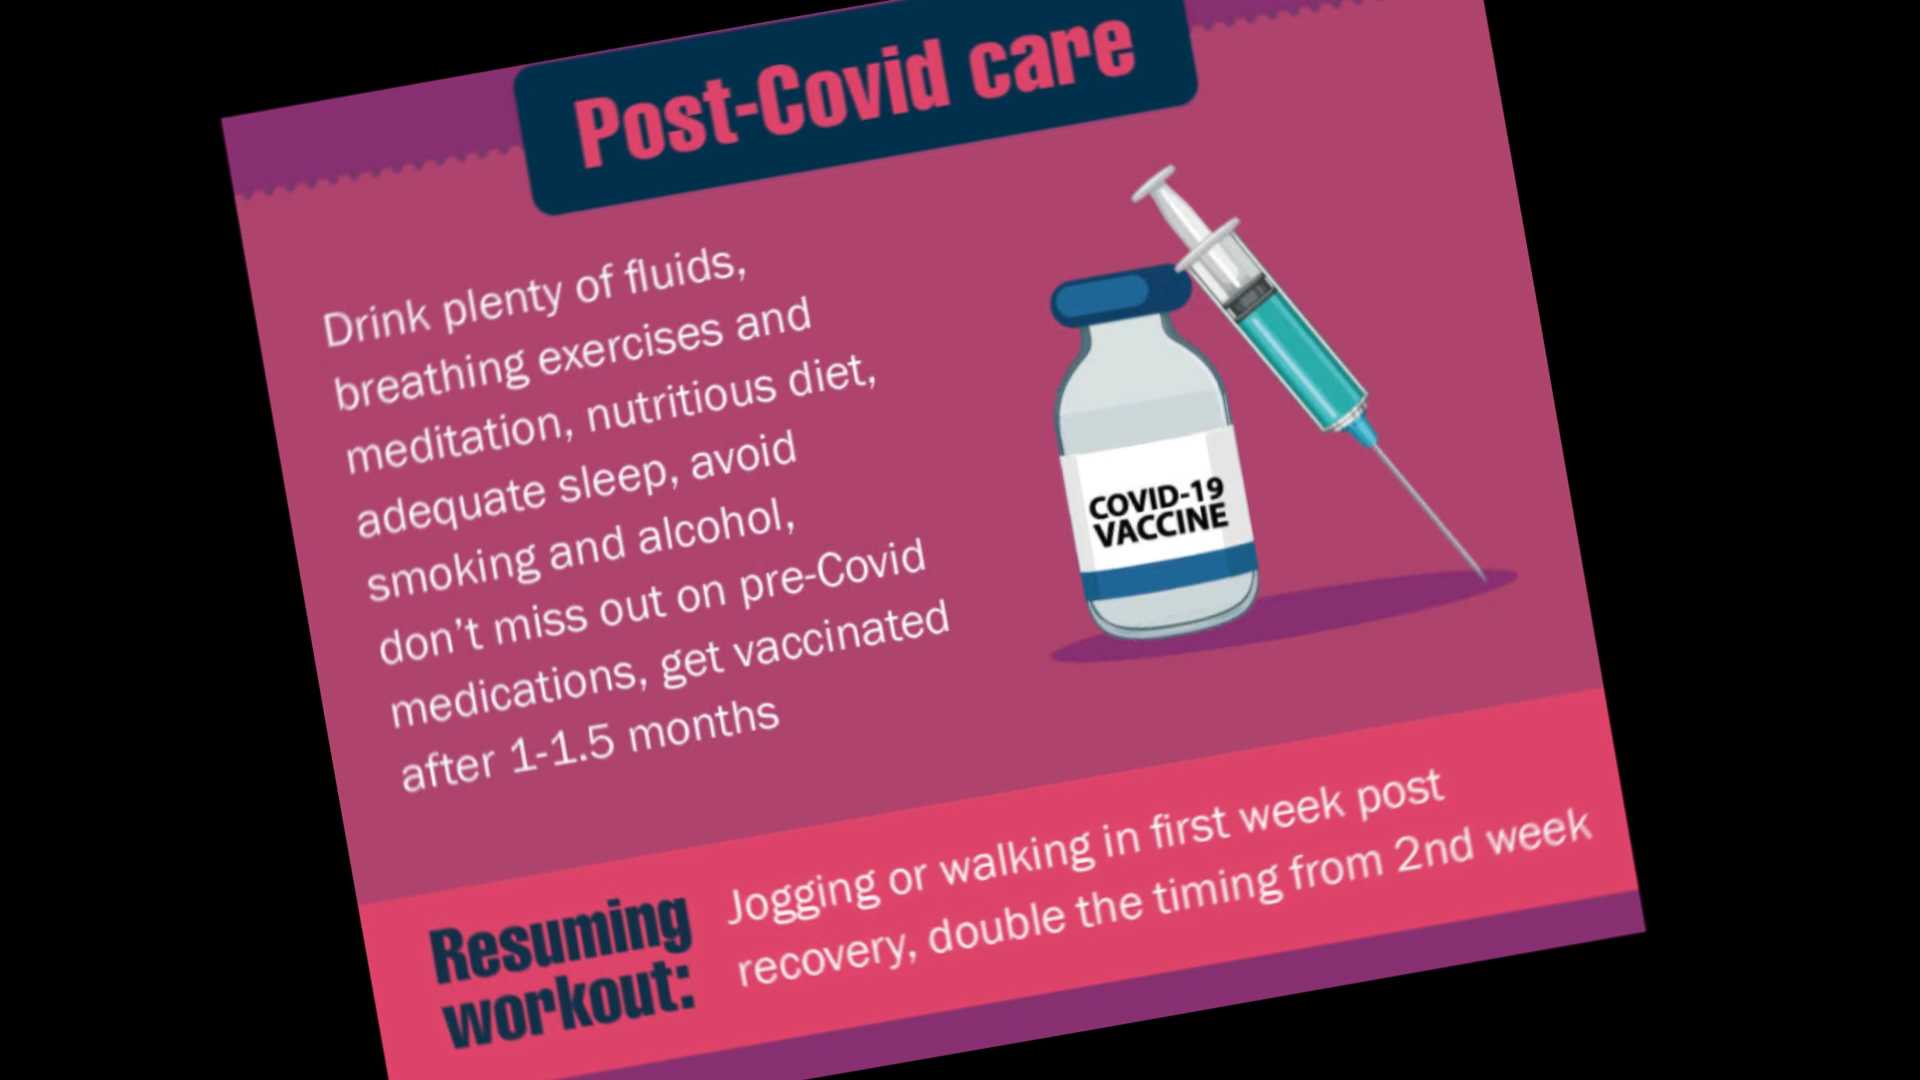 Post-Covid care
Drink plenty of fluids,
breathing exercises and
meditation, nutritious diet,
adequate sleep, avoid
smoking and alcohol,
don't miss out on pre-Covid
medications, get vaccinated
after 1-1.5 months
COVID-19
VACCINE
Resuming
workout:
Jogging or walking in first week post
recovery, double the timing from 2nd week